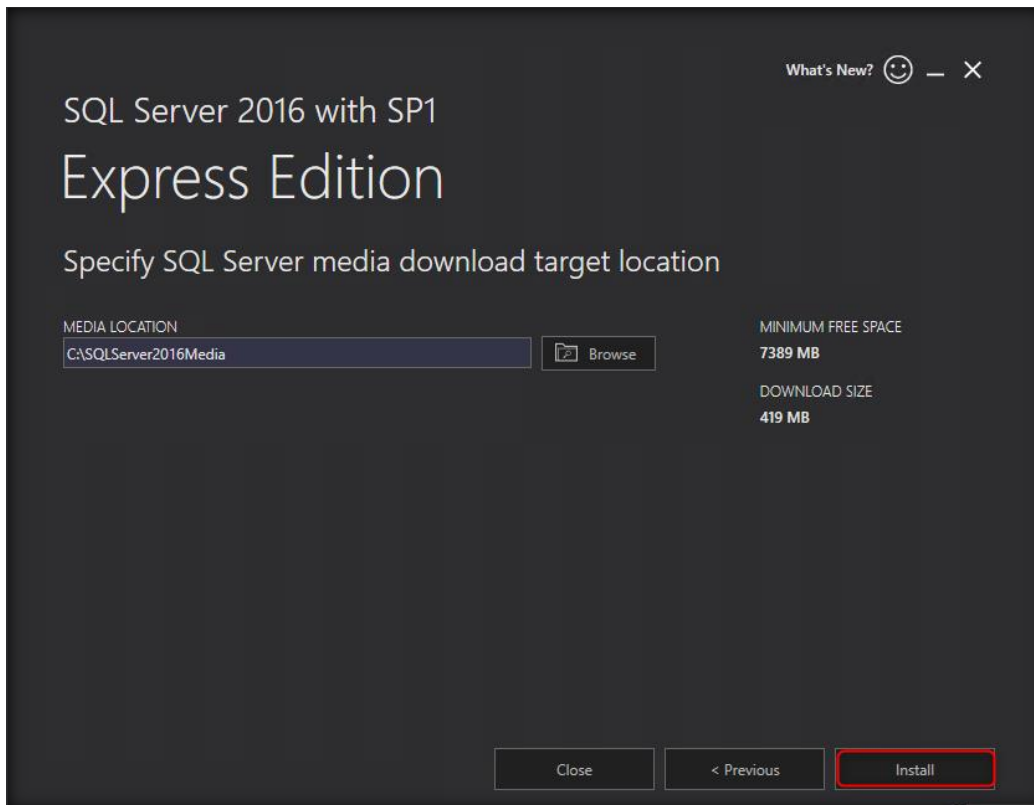 What's New?
SQL Server 2016 with SP1
Express Edition
Specify SQL Server media download target location
MEDIA LOCATION
C:\SQLServer2016Media
Browse
MINIMUM FREE SPACE
7389 MB
DOWNLOAD SIZE
419 MB
Close
< Previous
Install